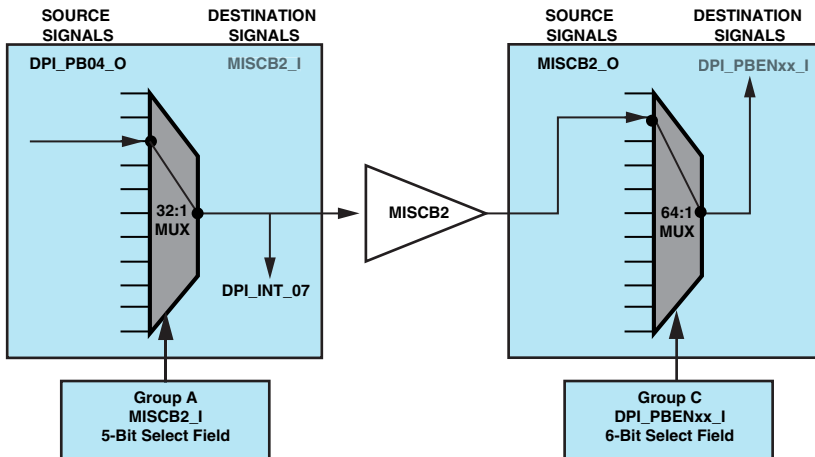 SOURCE
SIGNALS
DESTINATION
SIGNALS
DPI_PB04_O
MISCB2_I
32:1
MUX
DPI_INT_07
Group A
MISCB2_I
5-Bit Select Field
MISCB2
SOURCE
SIGNALS
DESTINATION
SIGNALS
MISCB2_O
DPI_PBENxx_I
64:1
MUX
Group C
DPI_PBENxx_I
6-Bit Select Field